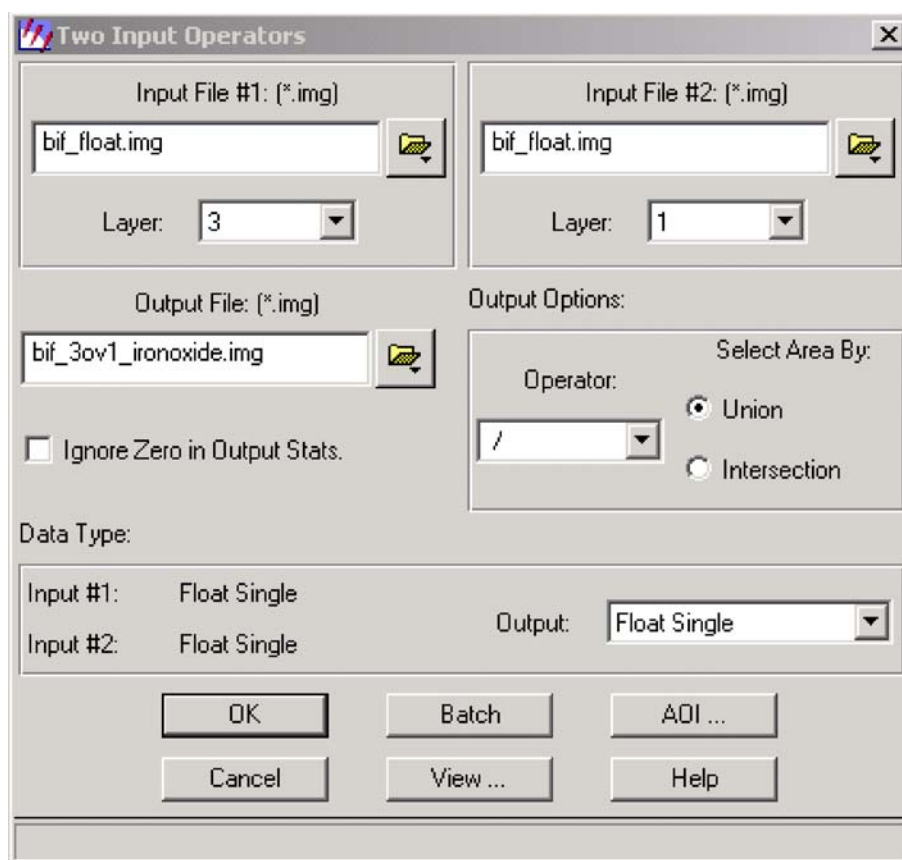 Two Input Operators
Input File #1: (*.img)
bif_float.img
Layer: 3
Input File #2: (*.img)
bif_float.img
Layer: 1
Output File: (*.img)
bif_3ov1_ironoxide.img
Ignore Zero in Output Stats.
Output Options:
Operator:
/
Select Area By:
Union
Intersection
Data Type:
Input #1: Float Single
Input #2: Float Single
Output: Float Single
OK
Batch
AOI ...
Cancel
View ...
Help